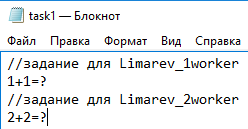 task1 — Блокнот
Файл Правка Формат Вид Справка
//задание для Limarev_1worker
1+1=?
//задание для Limarev_2worker
2+2=?